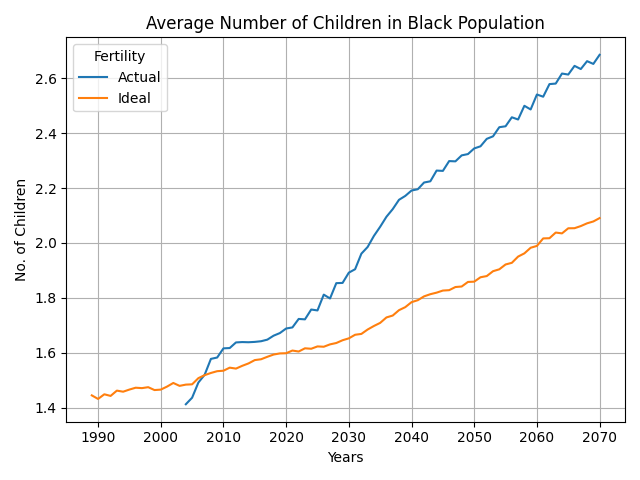 Average Number of Children in Black Population
Fertility
Actual
Ideal
No. of Children
2.6
2.4
2.2
2.0
1.8
1.6
1.4
1990 2000 2010 2020 2030 2040 2050 2060 2070
Years